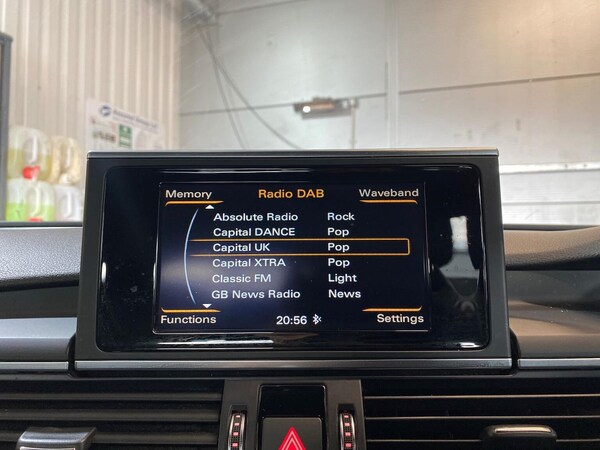 Memory Radio DAB Waveband
Absolute Radio Rock
Capital DANCE Pop
Capital UK Pop
Capital XTRA Pop
Classic FM Light
GB News Radio News
Functions 20:56 Settings